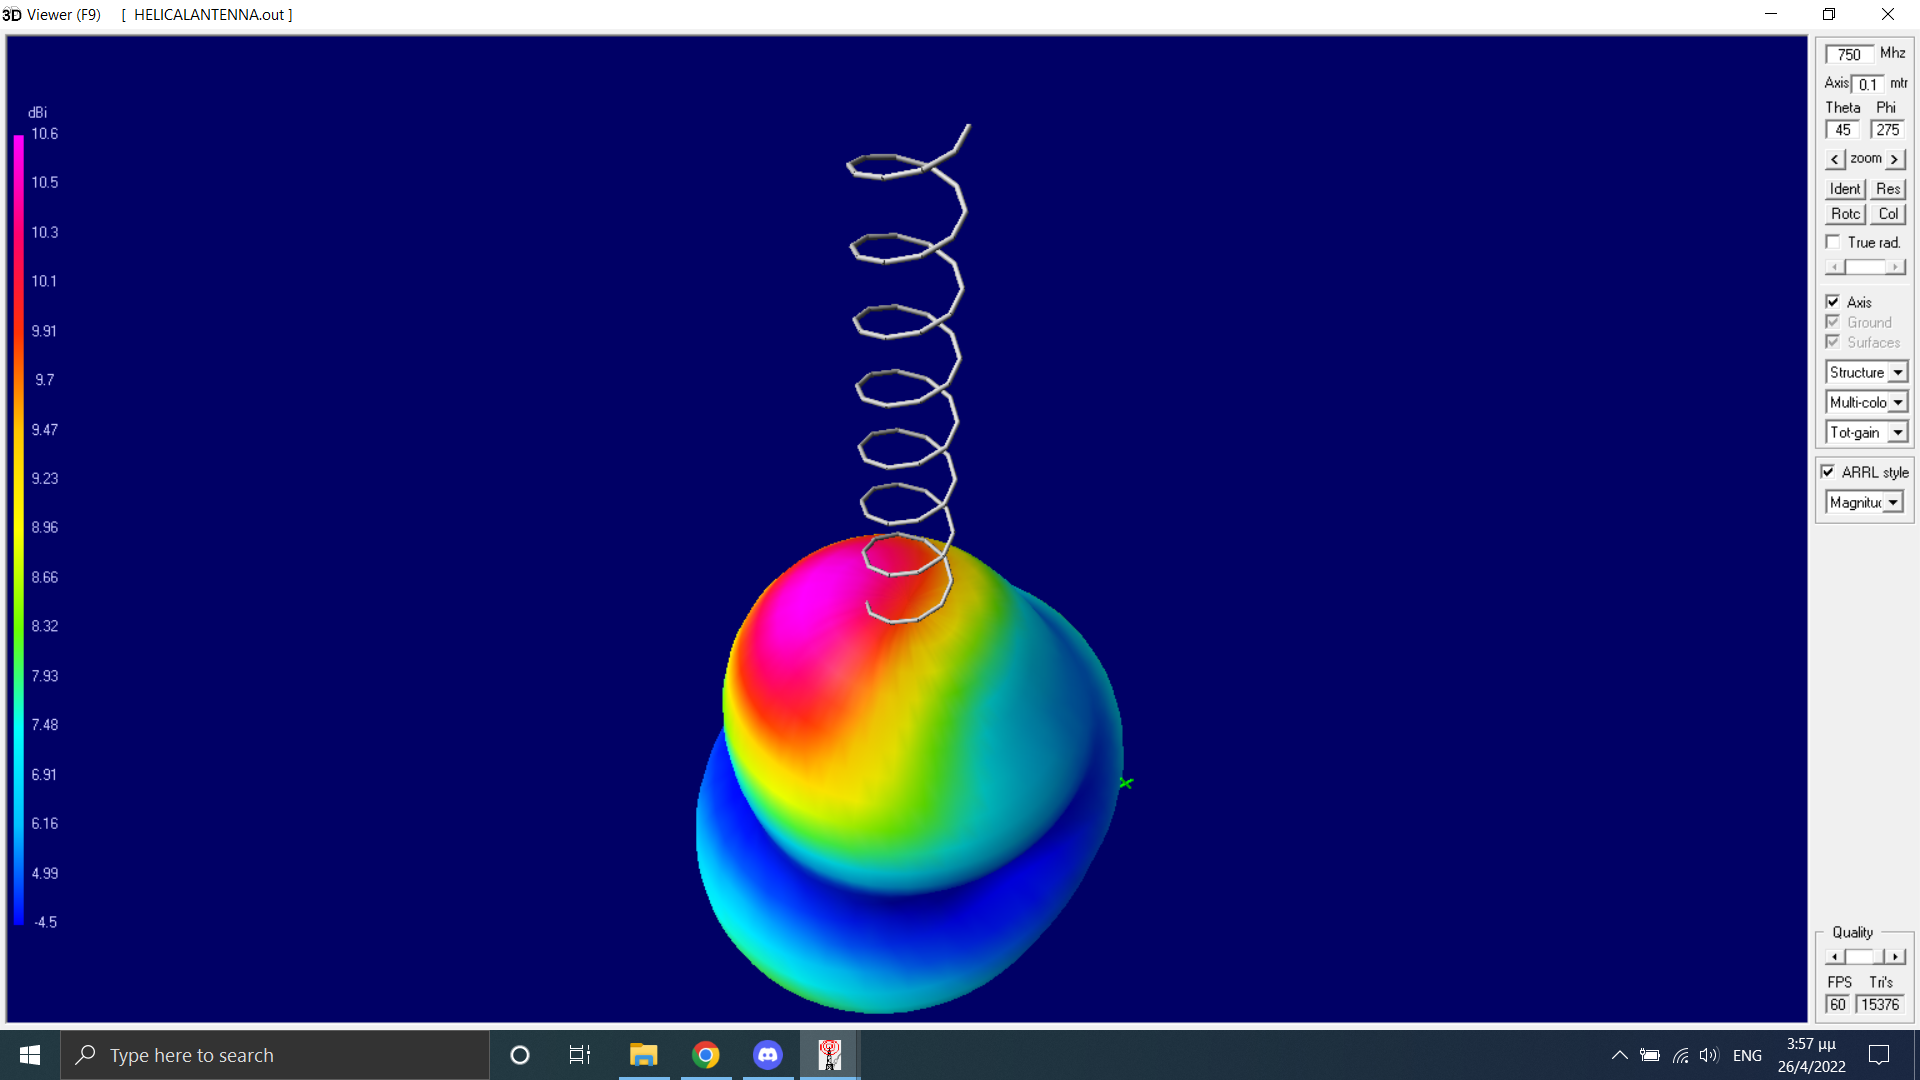 3D Viewer (F9) [ HELICALANTENNA.out ]
dBi
10.6
10.5
10.3
10.1
9.91
9.7
9.47
9.23
8.96
8.66
8.32
7.93
7.48
6.91
6.16
4.99
-4.5
750 Mhz
Axis 0.1 mtr
Theta Phi
45 275
< zoom >
Ident Res
Rotc Col
True rad.
Axis
Ground
Surfaces
Structure
Multi-colo
Tot-gain
ARRL style
Magnitu
Quality
FPS Tri's
60 15376
Type here to search
ENG
3:57 μμ
26/4/2022